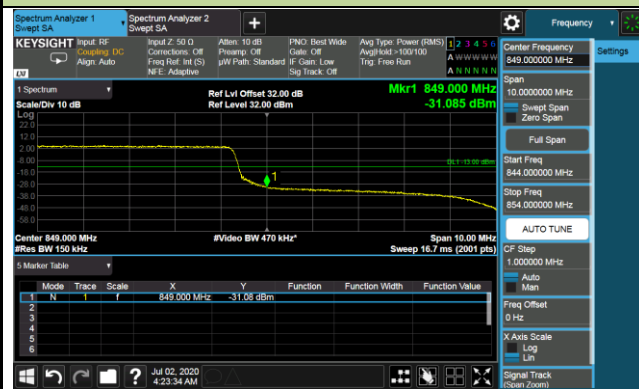 Spectrum Analyzer 1
Swept SA
Spectrum Analyzer 2
Swept SA
+
Frequency
KEYSIGHT
Input: RF
Coupling: DC
Align: Auto
Input Z: 50 Ω
Corrections: Off
Freq Ref: Int (S)
NFE: Adaptive
Atten: 10 dB
Preamp: Off
µW Path: Standard
PNO: Best Wide
Gate: Off
IF Gain: Low
Sig Track: Off
Avg Type: Power (RMS)
Avg|Hold:>100/100
Trig: Free Run
1 2 3 4 5 6
A W W W W W
A N N N N N
LXI
1 Spectrum
Scale/Div 10 dB
Ref Lvl Offset 32.00 dB
Ref Level 32.00 dBm
Mkr1 849.000 MHz
-31.085 dBm
Log
22.0
12.0
2.00
-8.00
-18.0
-28.0
-38.0
-48.0
-58.0
DL1 -13.00 dBm
1
Center 849.000 MHz
#Res BW 150 kHz
#Video BW 470 kHz*
Span 10.00 MHz
Sweep 16.7 ms (2001 pts)
5 Marker Table
Mode Trace Scale X Y Function Function Width Function Value
1 N 1 f 849.000 MHz -31.08 dBm
2
3
4
5
6
Jul 02, 2020
4:23:34 AM
Center Frequency
849.000000 MHz
Settings
Span
10.0000000 MHz
Swept Span
Zero Span
Full Span
Start Freq
844.000000 MHz
Stop Freq
854.000000 MHz
AUTO TUNE
CF Step
1.000000 MHz
Auto
Man
Freq Offset
0 Hz
X Axis Scale
Log
Lin
Signal Track
(Span Zoom)